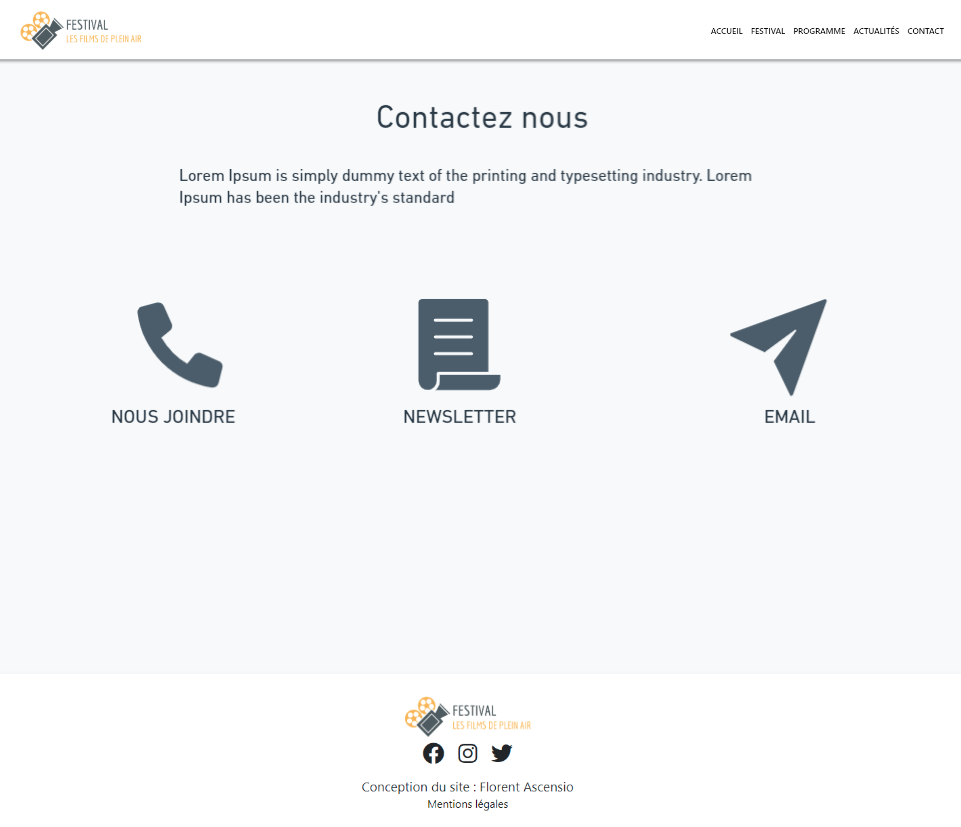 FESTIVAL
LES FILMS DE PLEIN AIR
ACCUEIL FESTIVAL PROGRAMME ACTUALITÉS CONTACT
Contactez nous
Lorem Ipsum is simply dummy text of the printing and typesetting industry. Lorem
Ipsum has been the industry's standard
NOUS JOINDRE
NEWSLETTER
EMAIL
FESTIVAL
LES FILMS DE PLEIN AIR
Conception du site : Florent Ascensio
Mentions légales